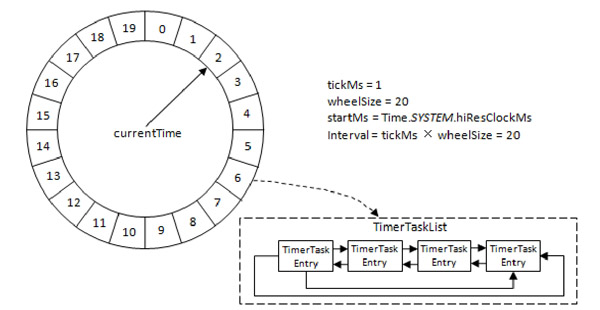 0
1
2
3
4
5
6
7
8
9
10
11
12
13
14
15
16
17
18
19
currentTime
tickMs = 1
wheelSize = 20
startMs = Time.SYSTEM.hiResClockMs
Interval = tickMs × wheelSize = 20
TimerTaskList
TimerTask
Entry
TimerTask
Entry
TimerTask
Entry
TimerTask
Entry